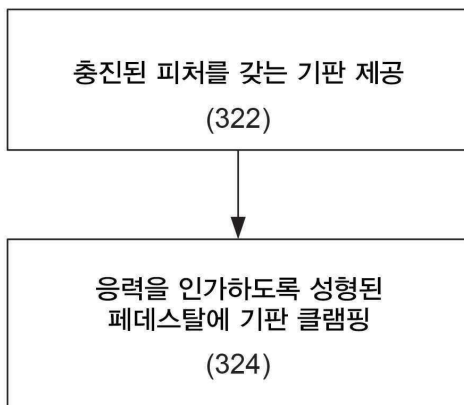 충진된 피처를 갖는 기판 제공
(322)
응력을 인가하도록 성형된
페데스탈에 기판 클램핑
(324)